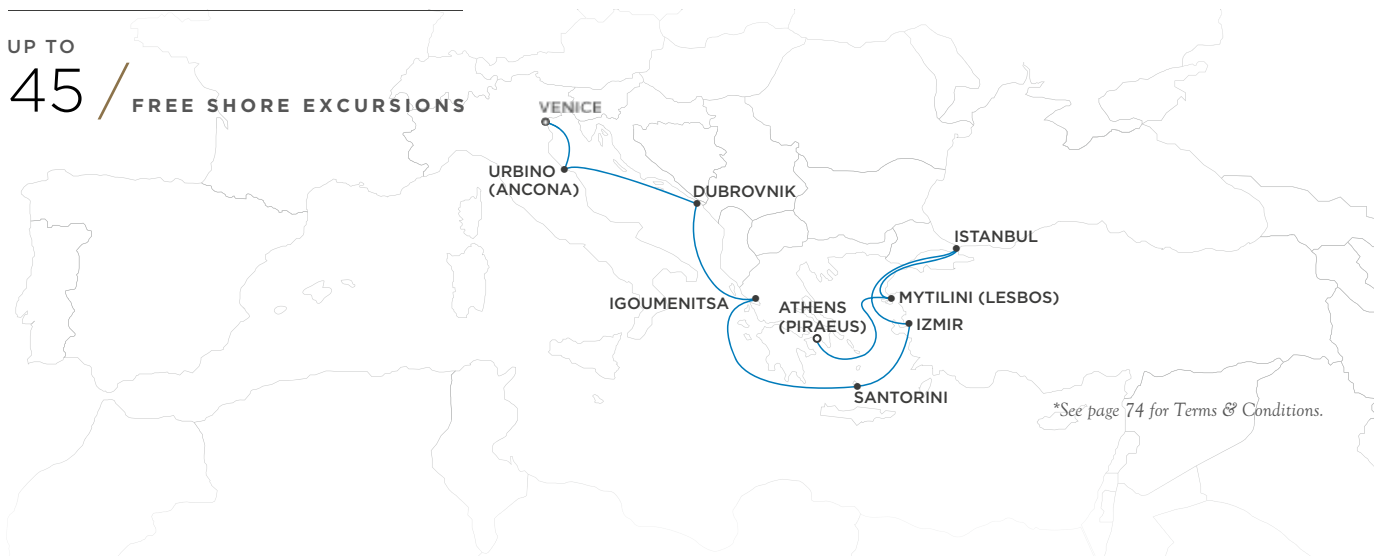 UP TO
45 / FREE SHORE EXCURSIONS
VENICE
URBINO
(ANCONA)
DUBROVNIK
ISTANBUL
IGOUMENITSA
ATHENS
(PIRAEUS)
MYTILINI (LESBOS)
IZMIR
SANTORINI
*See page 74 for Terms & Conditions.